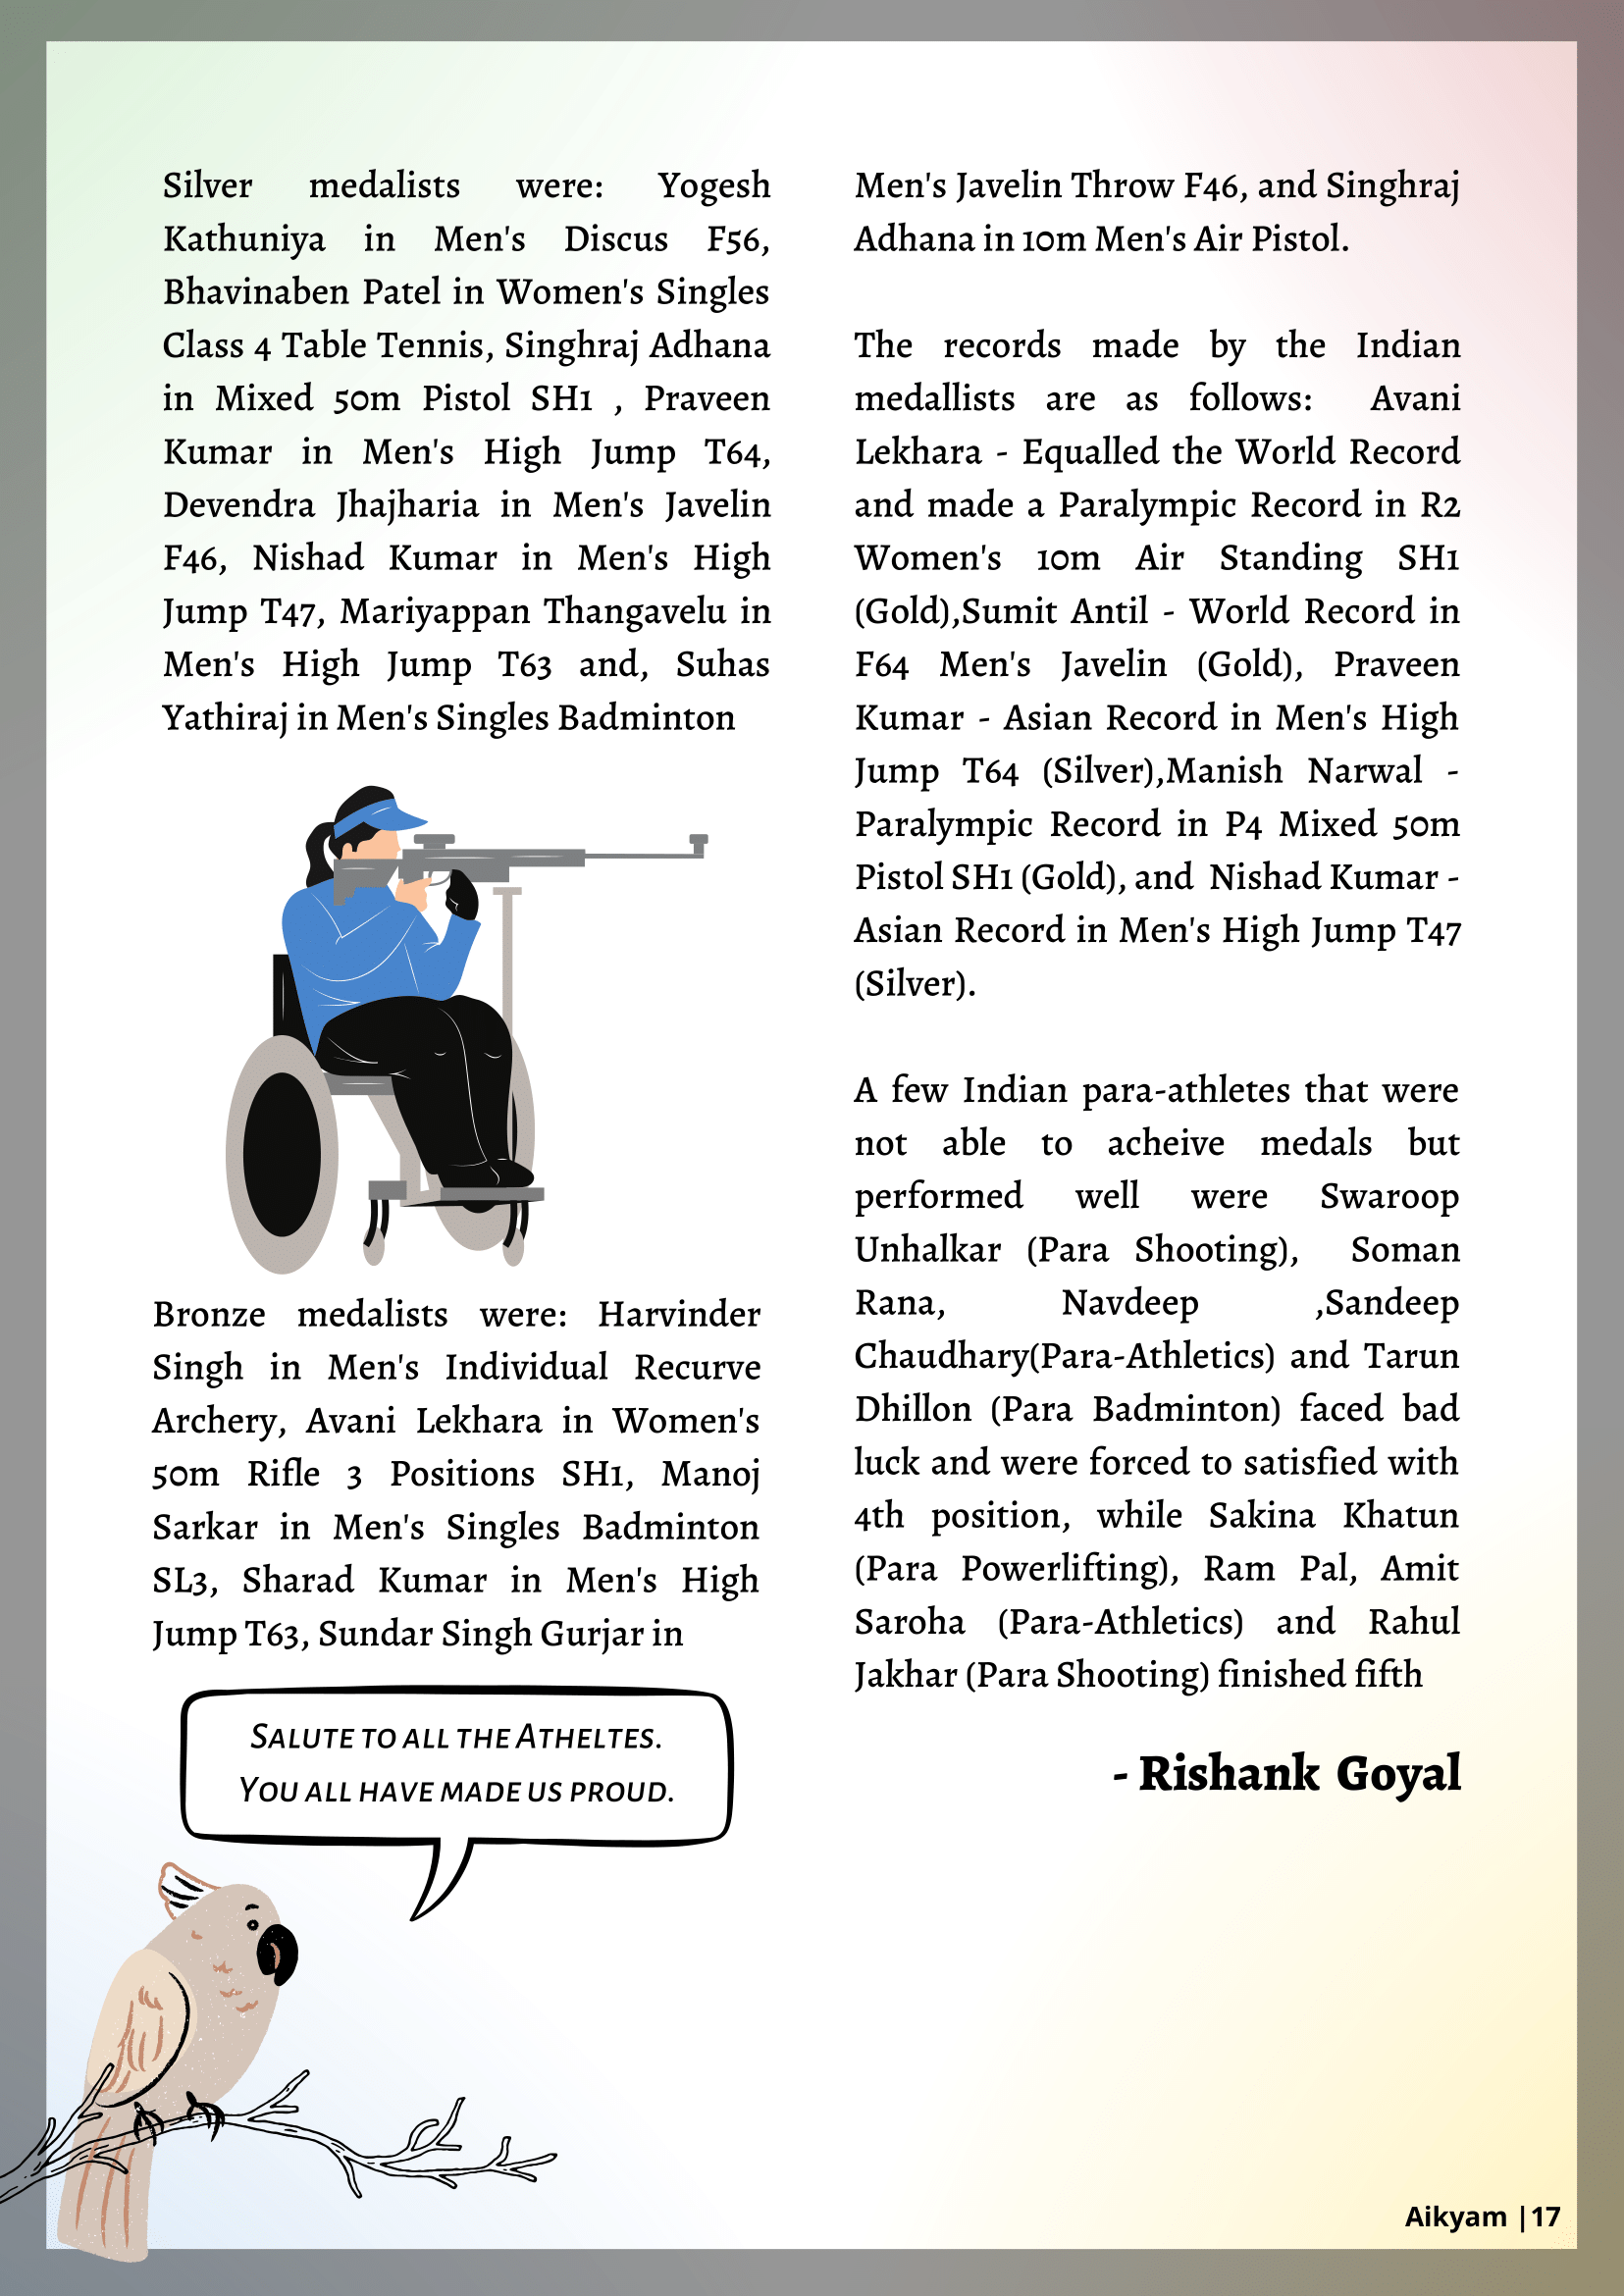 Silver medalists were: Yogesh
Kathuniya in Men's Discus F56,
Bhavinaben Patel in Women's Singles
Class 4 Table Tennis, Singhraj Adhana
in Mixed 50m Pistol SH1 , Praveen
Kumar in Men's High Jump T64,
Devendra Jhajharia in Men's Javelin
F46, Nishad Kumar in Men's High
Jump T47, Mariyappan Thangavelu in
Men's High Jump T63 and, Suhas
Yathiraj in Men's Singles Badminton
Bronze medalists were: Harvinder
Singh in Men's Individual Recurve
Archery, Avani Lekhara in Women's
50m Rifle 3 Positions SH1, Manoj
Sarkar in Men's Singles Badminton
SL3, Sharad Kumar in Men's High
Jump T63, Sundar Singh Gurjar in
SALUTE TO ALL THE ATHELTES.
YOU ALL HAVE MADE US PROUD.
Men's Javelin Throw F46, and Singhraj
Adhana in 10m Men's Air Pistol.
The records made by the Indian
medallists are as follows: Avani
Lekhara - Equalled the World Record
and made a Paralympic Record in R2
Women's 10m Air Standing SH1
(Gold),Sumit Antil - World Record in
F64 Men's Javelin (Gold), Praveen
Kumar - Asian Record in Men's High
Jump T64 (Silver),Manish Narwal -
Paralympic Record in P4 Mixed 50m
Pistol SH1 (Gold), and Nishad Kumar -
Asian Record in Men's High Jump T47
(Silver).
A few Indian para-athletes that were
not able to acheive medals but
performed well were Swaroop
Unhalkar (Para Shooting), Soman
Rana, Navdeep ,Sandeep
Chaudhary(Para-Athletics) and Tarun
Dhillon (Para Badminton) faced bad
luck and were forced to satisfied with
4th position, while Sakina Khatun
(Para Powerlifting), Ram Pal, Amit
Saroha (Para-Athletics) and Rahul
Jakhar (Para Shooting) finished fifth
- Rishank Goyal
Aikyam |17